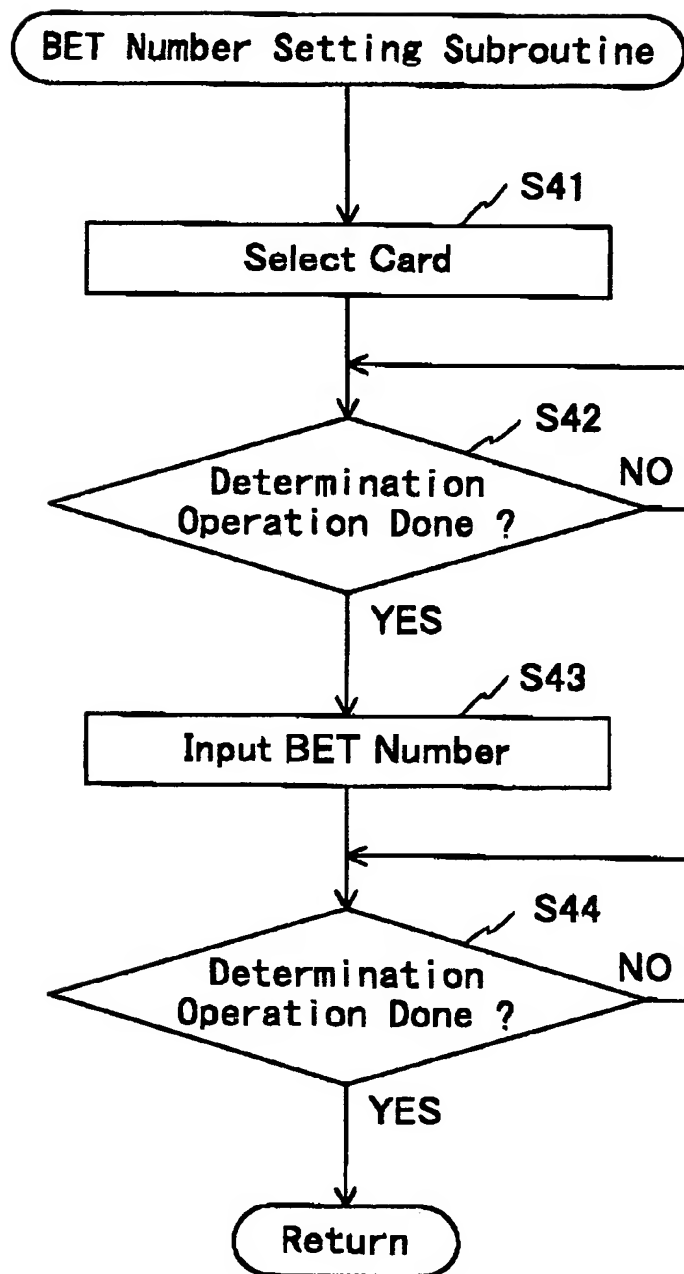 BET Number Setting Subroutine
S41
Select Card
S42
Determination
Operation Done ?
NO
YES
S43
Input BET Number
S44
Determination
Operation Done ?
NO
YES
Return